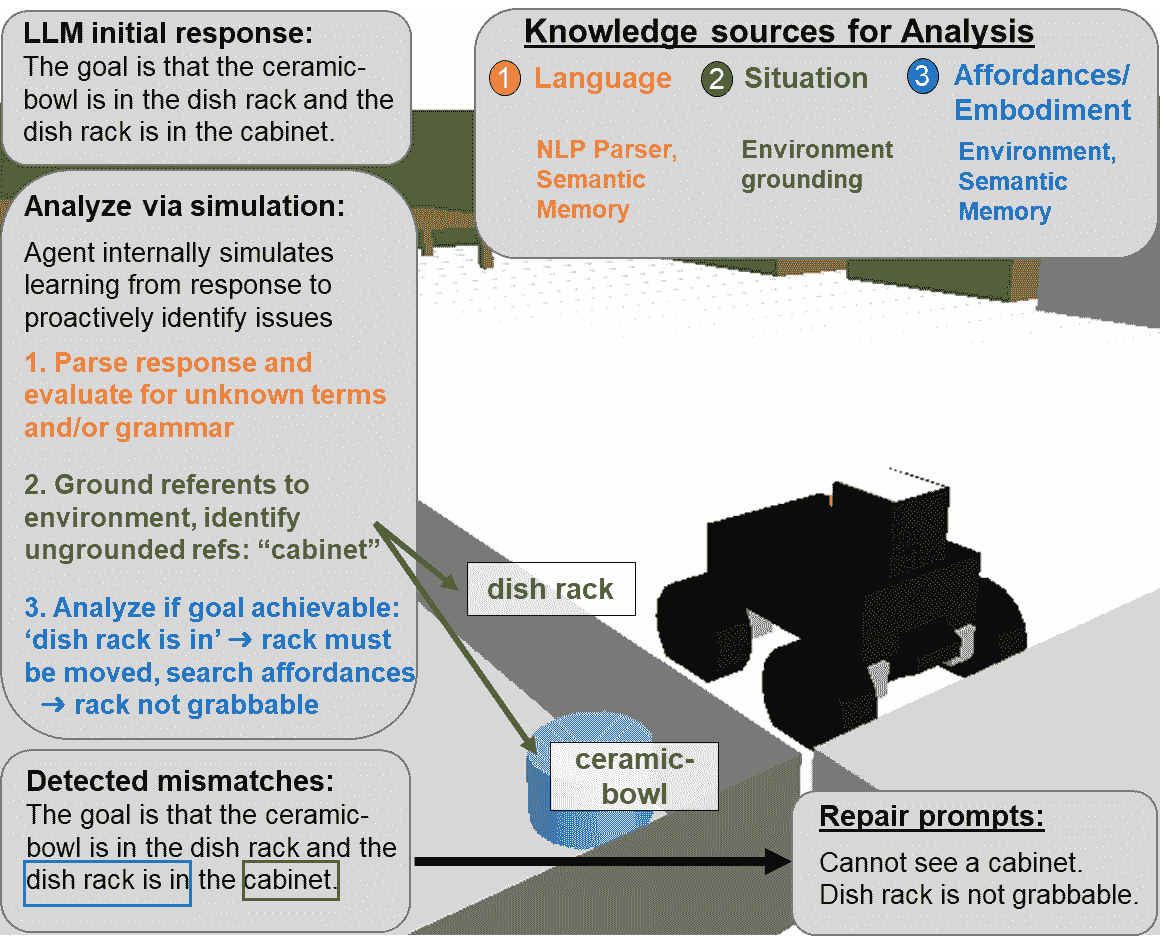 LLM initial response:
The goal is that the ceramic-
bowl is in the dish rack and the
dish rack is in the cabinet.
Knowledge sources for Analysis
1 Language
NLP Parser,
Semantic
Memory
2 Situation
Environment
grounding
3 Affordances/
Embodiment
Environment,
Semantic
Memory
Analyze via simulation:
Agent internally simulates
learning from response to
proactively identify issues
1. Parse response and
evaluate for unknown terms
and/or grammar
2. Ground referents to
environment, identify
ungrounded refs: “cabinet”
3. Analyze if goal achievable:
‘dish rack is in’ ➔ rack must
be moved, search affordances
➔ rack not grabbable
dish rack
ceramic-
bowl
Detected mismatches:
The goal is that the ceramic-
bowl is in the dish rack and the
dish rack is in the cabinet.
Repair prompts:
Cannot see a cabinet.
Dish rack is not grabbable.